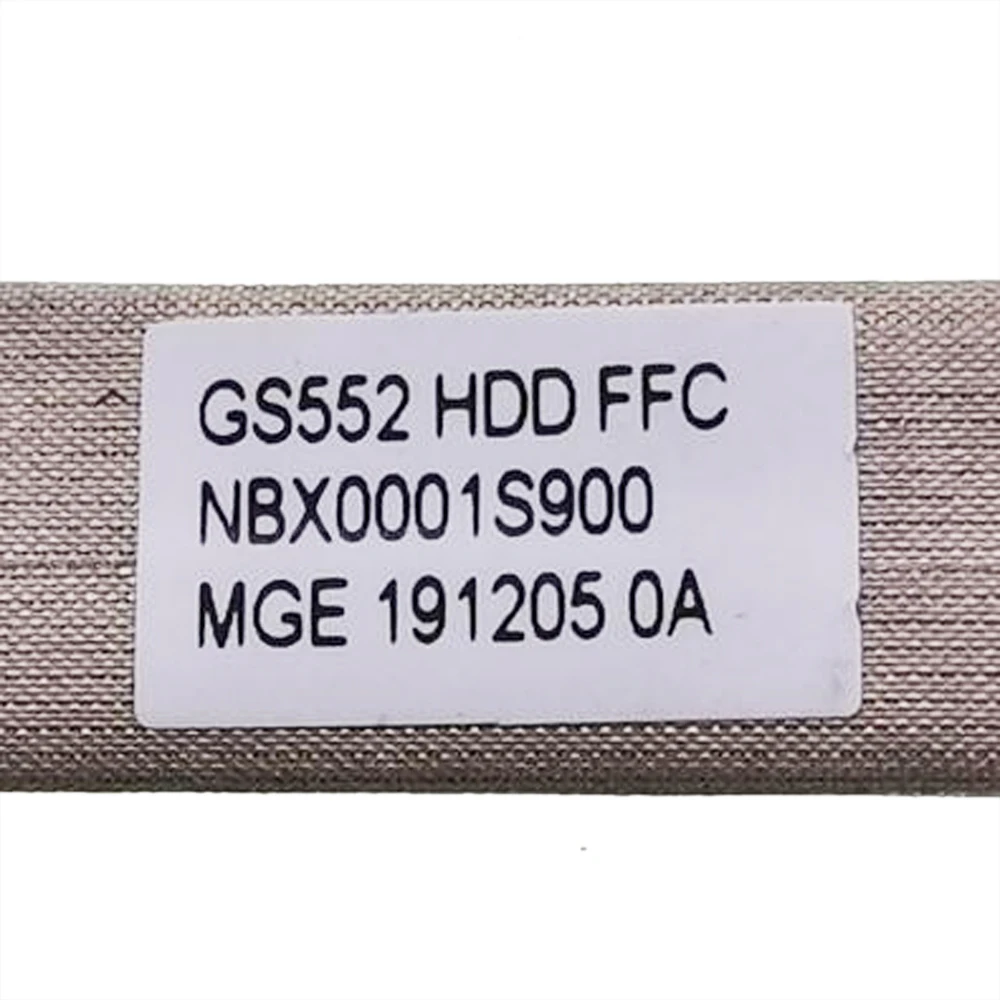 GS552 HDD FFC
NBX0001S900
MGE 191205 0A